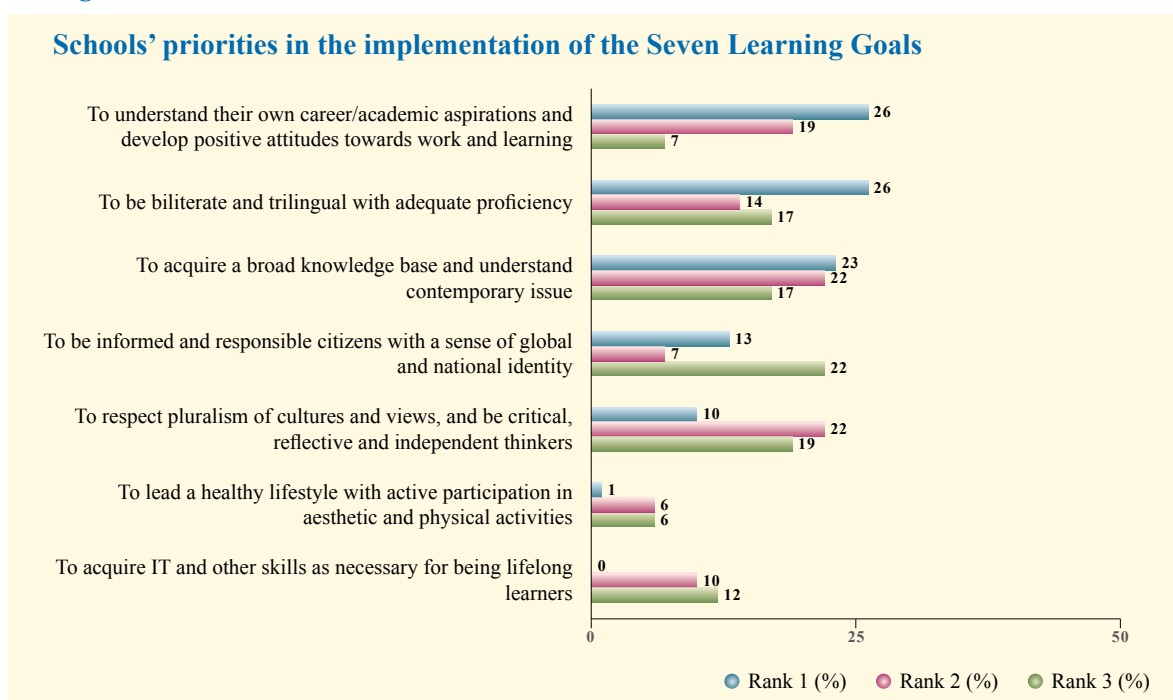 Schools’ priorities in the implementation of the Seven Learning Goals
To understand their own career/academic aspirations and
develop positive attitudes towards work and learning
26
19
7
To be biliterate and trilingual with adequate proficiency
26
14
17
To acquire a broad knowledge base and understand
contemporary issue
23
22
17
To be informed and responsible citizens with a sense of global
and national identity
13
7
22
To respect pluralism of cultures and views, and be critical,
reflective and independent thinkers
10
22
19
To lead a healthy lifestyle with active participation in
aesthetic and physical activities
1
6
6
To acquire IT and other skills as necessary for being lifelong
learners
0
10
12
0 25 50
Rank 1 (%) Rank 2 (%) Rank 3 (%)